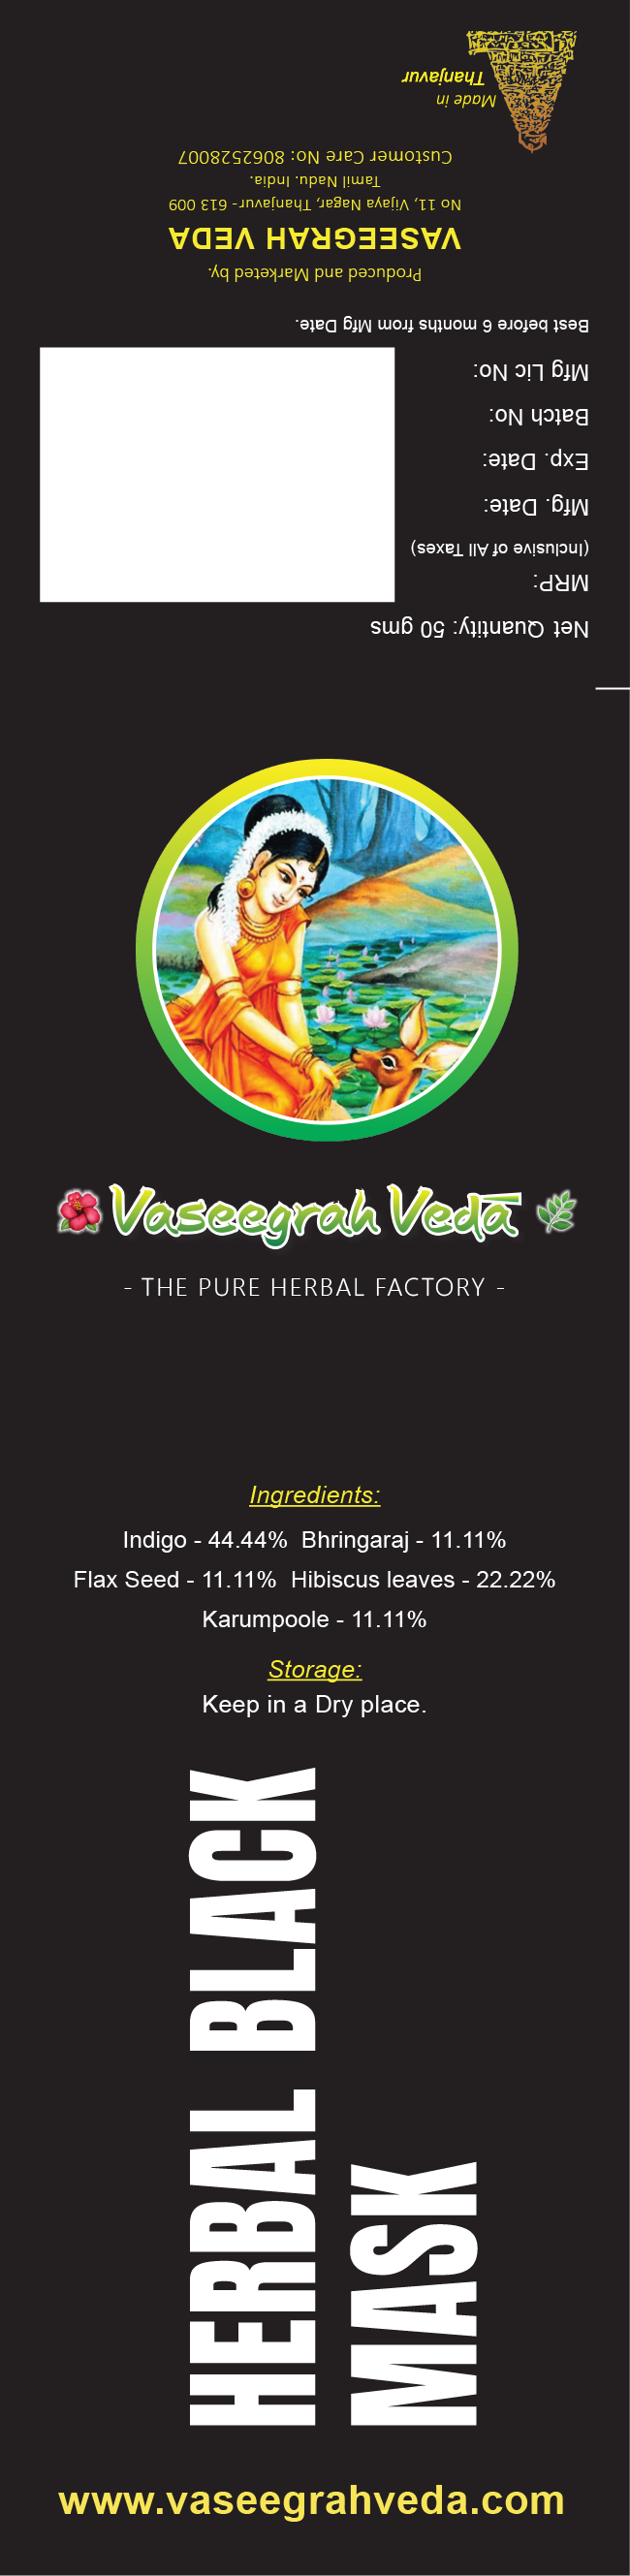 Net Quantity: 50 gms
MRP:
(Inclusive of All Taxes)
Mfg. Date:
Exp. Date:
Batch No:
Mfg Lic No:
Best before 6 months from Mfg Date.
Produced and Marketed by.
VASEEGRAH VEDA
No 11, Vijaya Nagar, Thanjavur- 613 009
Tamil Nadu. India.
Customer Care No: 8062528007
Made in
Thanjavur
Vaseegrah Veda
- THE PURE HERBAL FACTORY -
Ingredients:
Indigo - 44.44% Bhringaraj - 11.11%
Flax Seed - 11.11% Hibiscus leaves - 22.22%
Karumpoole - 11.11%
Storage:
Keep in a Dry place.
HERBAL BLACK
MASK
www.vaseegrahveda.com